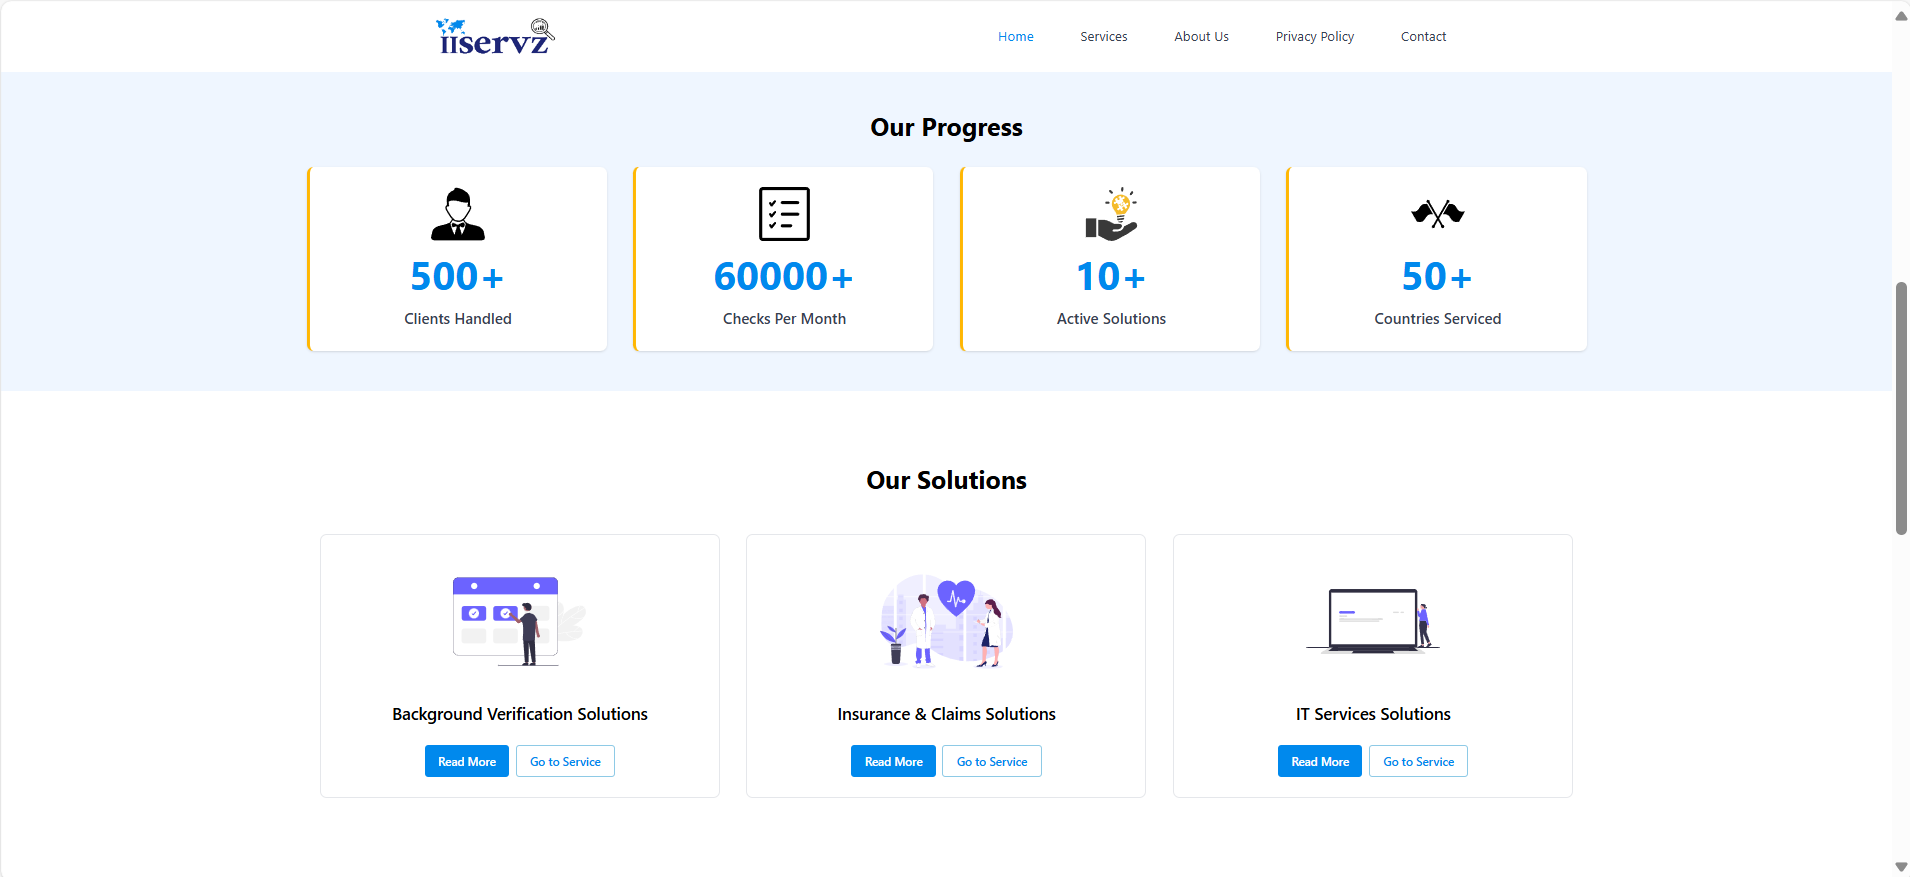 IIservz
Home Services About Us Privacy Policy Contact
Our Progress
500+ 60000+ 10+ 50+
Clients Handled Checks Per Month Active Solutions Countries Serviced
Our Solutions
Background Verification Solutions Insurance & Claims Solutions IT Services Solutions
Read More Go to Service Read More Go to Service Read More Go to Service